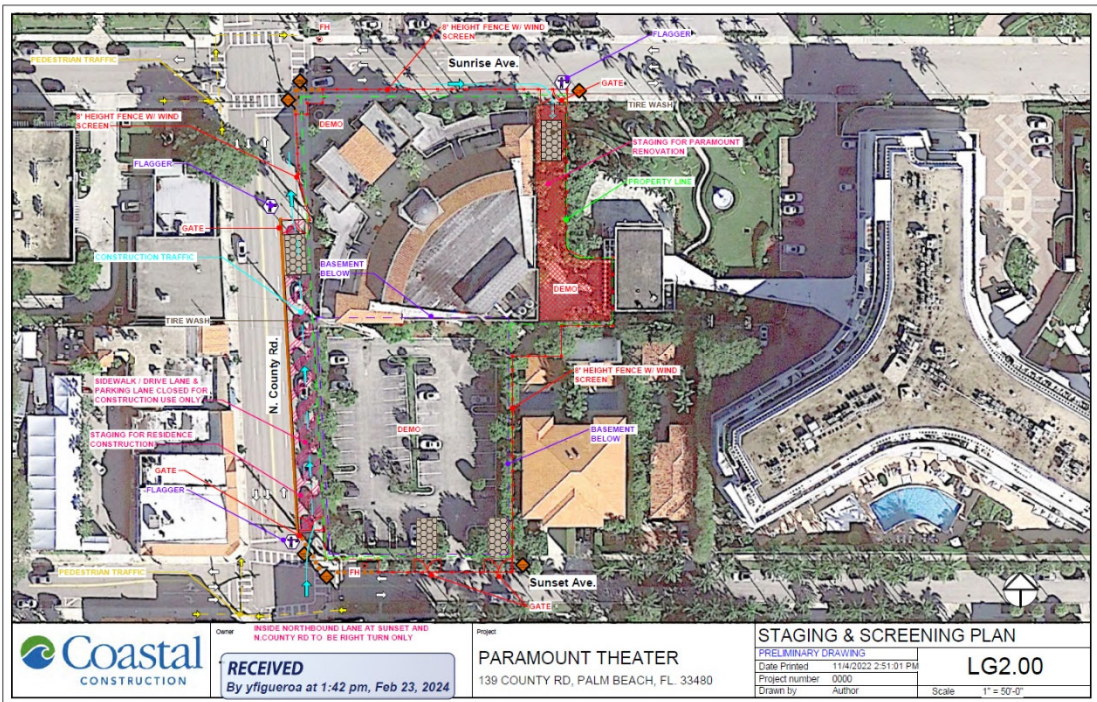 FH
8' HEIGHT FENCE W/ WIND
SCREEN
FLAGGER
PEDESTRIAN TRAFFIC
Sunrise Ave.
GATE
TIRE WASH
8' HEIGHT FENCE W/ WIND
SCREEN
DEMO
STAGING FOR PARAMOUNT
RENOVATION
FLAGGER
PROPERTY LINE
GATE
CONSTRUCTION TRAFFIC
BASEMENT
BELOW
DEMO
TIRE WASH
N. County Rd.
SIDEWALK / DRIVE LANE &
PARKING LANE CLOSED FOR
CONSTRUCTION USE ONLY
8' HEIGHT FENCE W/ WIND
SCREEN
STAGING FOR RESIDENCE
CONSTRUCTION
DEMO
BASEMENT
BELOW
GATE
FLAGGER
PEDESTRIAN TRAFFIC
FH
Sunset Ave.
GATE
Coastal
CONSTRUCTION
Owner
INSIDE NORTHBOUND LANE AT SUNSET AND
N.COUNTY RD TO BE RIGHT TURN ONLY
RECEIVED
By yfigueroa at 1:42 pm, Feb 23, 2024
Project
PARAMOUNT THEATER
139 COUNTY RD, PALM BEACH, FL. 33480
STAGING & SCREENING PLAN
PRELIMINARY DRAWING
Date Printed 11/4/2022 2:51:01 PM
Project number 0000
Drawn by Author
LG2.00
Scale 1" = 50'-0"